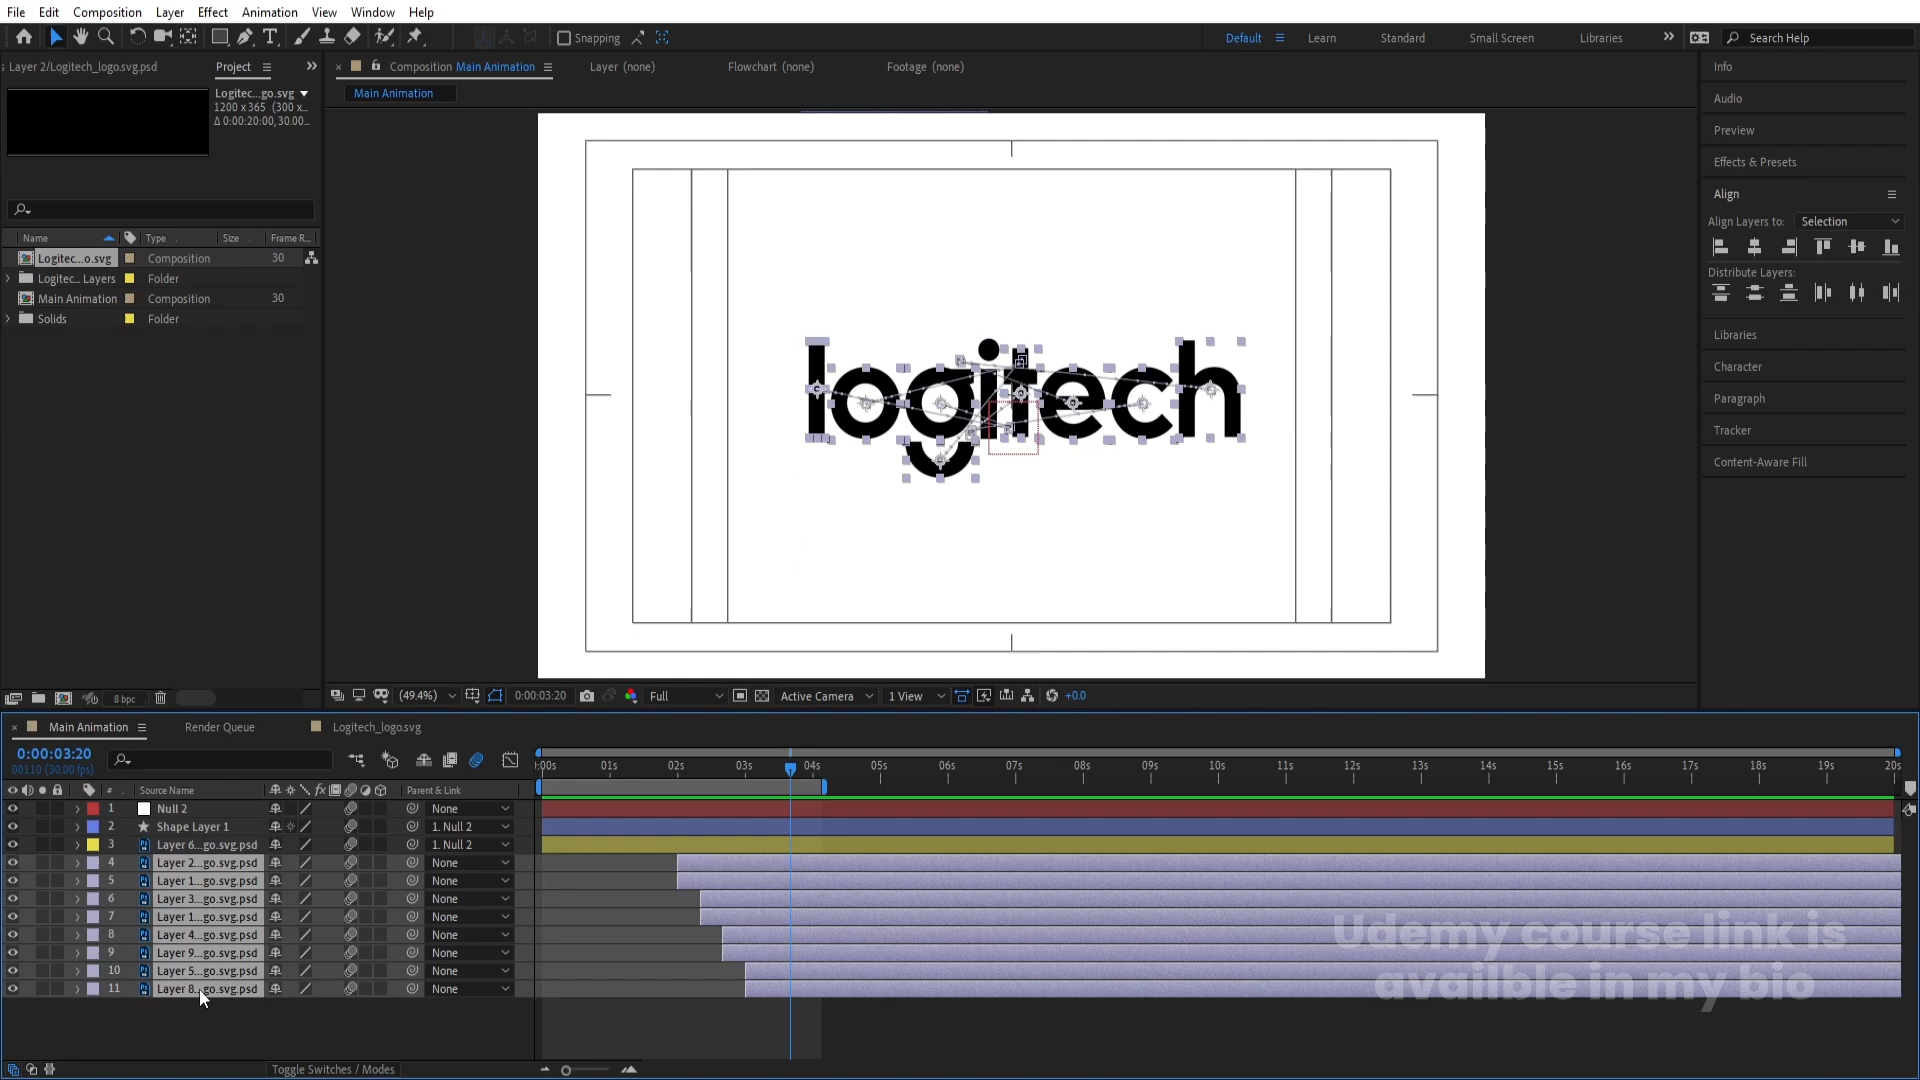 File Edit Composition Layer Effect Animation View Window Help
Snapping
Default Learn Standard Small Screen Libraries Search Help
Layer 2/Logitech_logo.svg.psd Project
Composition Main Animation Layer (none) Flowchart (none) Footage (none)
Main Animation
Logitec...go.svg
1200 x 365 (300 x...
Δ 0:00:20:00, 30.00...
Name Type Size Frame R...
Logitec...o.svg Composition 30
Logitec... Layers Folder
Main Animation Composition 30
Solids Folder
8 bpc
logitech
(49.4%) 0:00:03:20 Full Active Camera 1 View +0.0
Info
Audio
Preview
Effects & Presets
Align
Align Layers to: Selection
Distribute Layers:
Libraries
Character
Paragraph
Tracker
Content-Aware Fill
Main Animation Render Queue Logitech_logo.svg
0:00:03:20
00110 (30.00 fps)
:00s 01s 02s 03s 04s 05s 06s 07s 08s 09s 10s 11s 12s 13s 14s 15s 16s 17s 18s 19s 20s
# Source Name fx Parent & Link
1 Null 2 None
2 Shape Layer 1 1. Null 2
3 Layer 6...go.svg.psd 1. Null 2
4 Layer 2...go.svg.psd None
5 Layer 1...go.svg.psd None
6 Layer 3...go.svg.psd None
7 Layer 1...go.svg.psd None
8 Layer 4...go.svg.psd None
9 Layer 9...go.svg.psd None
10 Layer 5...go.svg.psd None
11 Layer 8...go.svg.psd None
Udemy course link is
availble in my bio
Toggle Switches / Modes